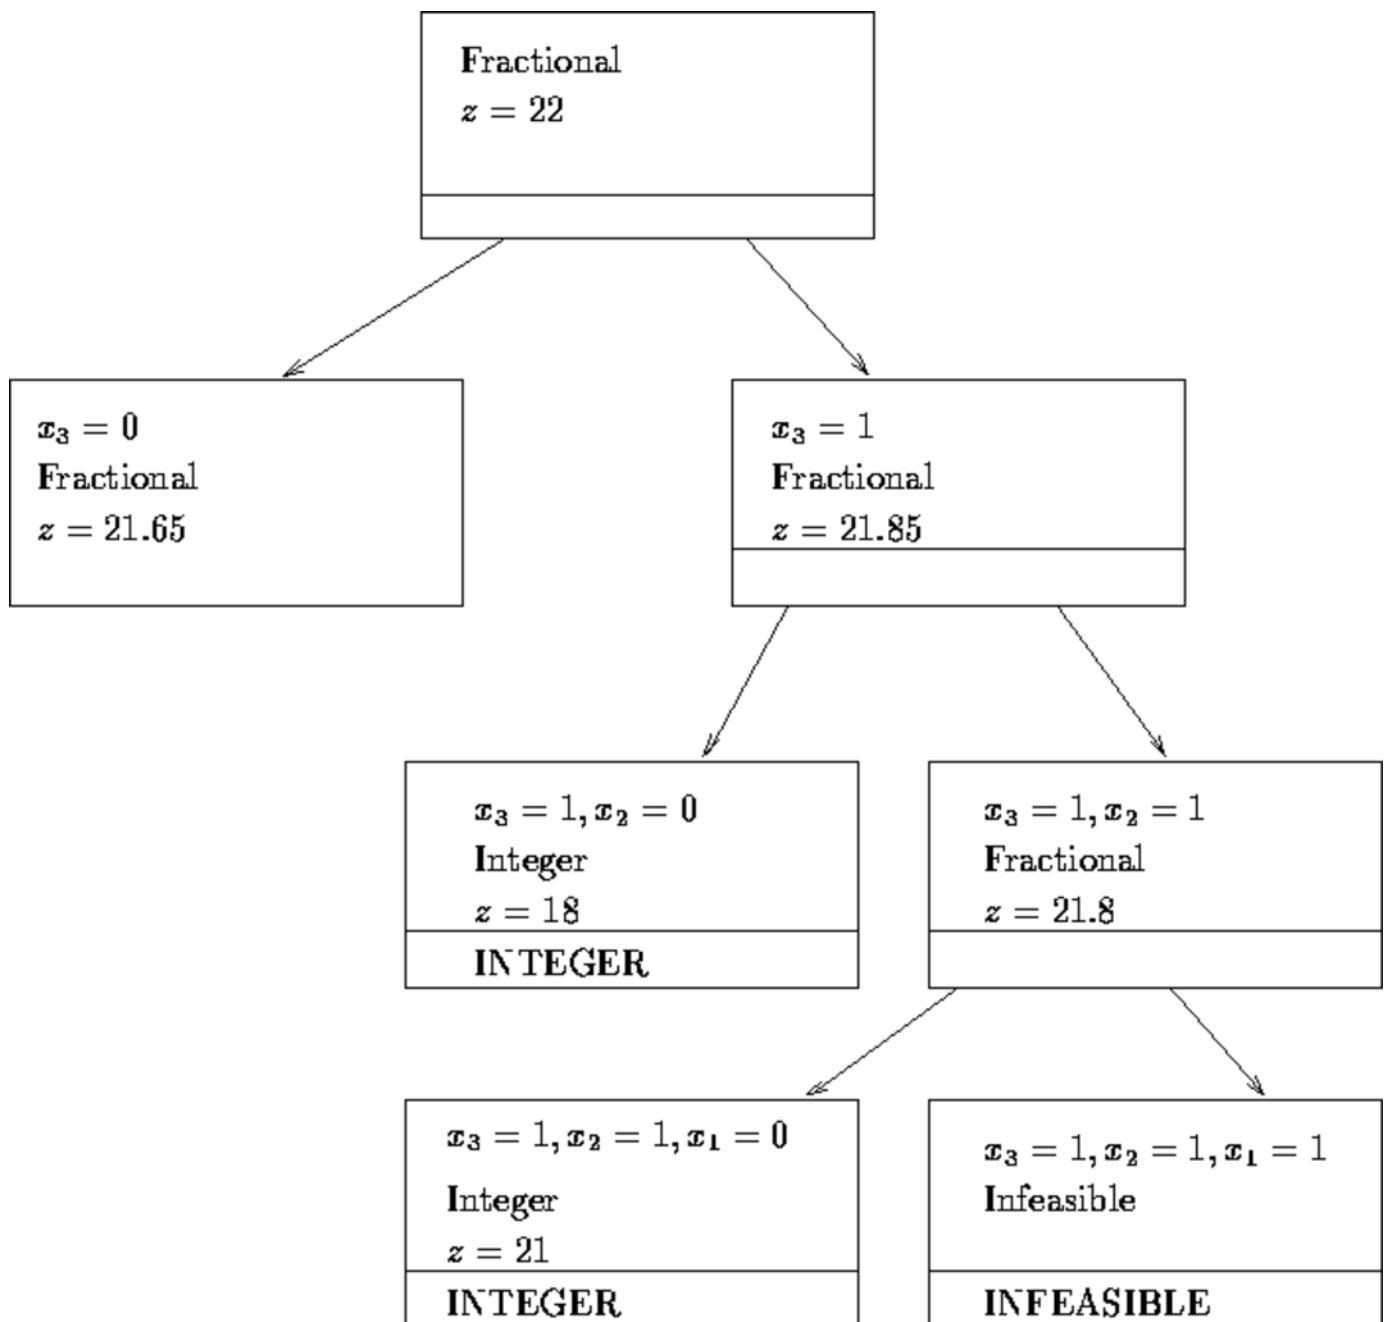 Fractional
z = 22
x₃ = 0
Fractional
z = 21.65
x₃ = 1
Fractional
z = 21.85
x₃ = 1, x₂ = 0
Integer
z = 18
INTEGER
x₃ = 1, x₂ = 1
Fractional
z = 21.8
x₃ = 1, x₂ = 1, x₁ = 0
Integer
z = 21
INTEGER
x₃ = 1, x₂ = 1, x₁ = 1
Infeasible
INFEASIBLE